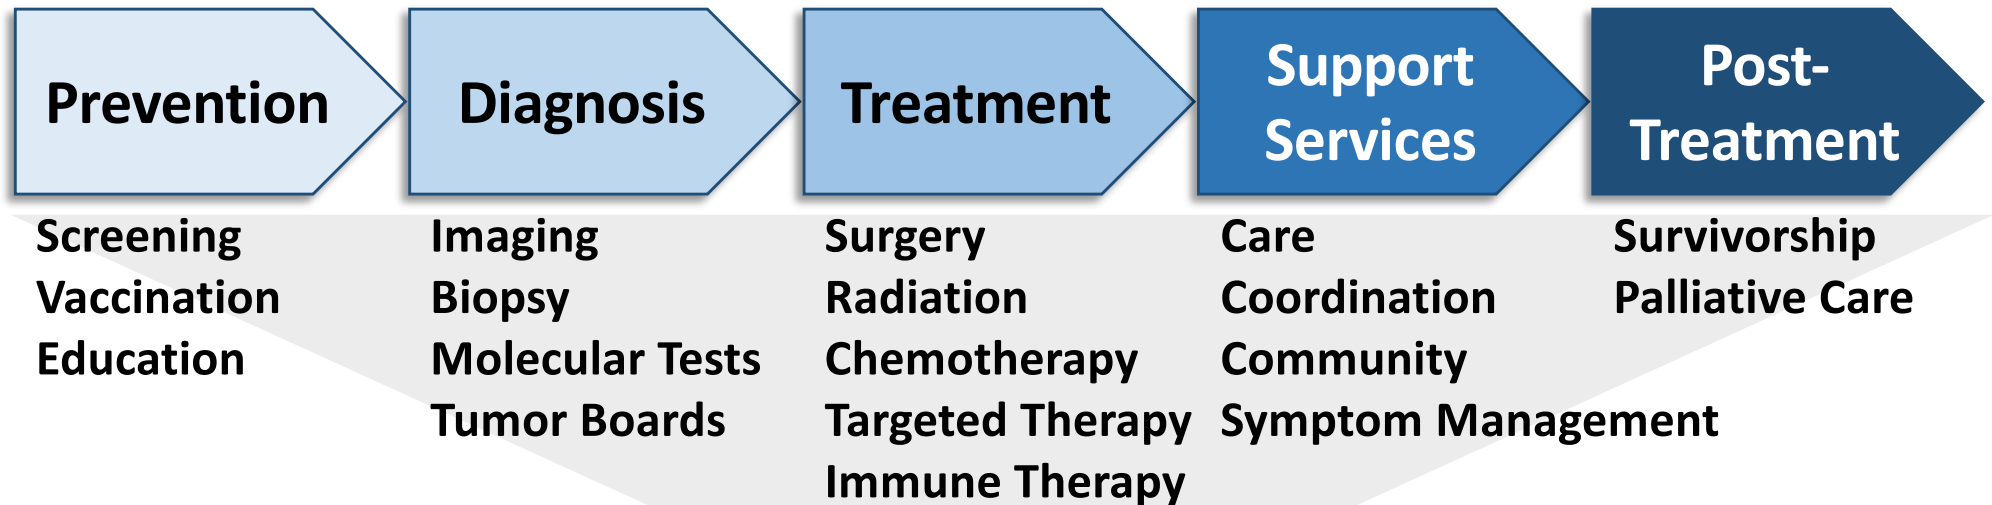 Prevention
Diagnosis
Treatment
Support
Services
Post-
Treatment
Screening
Vaccination
Education
Imaging
Biopsy
Molecular Tests
Tumor Boards
Surgery
Radiation
Chemotherapy
Targeted Therapy
Immune Therapy
Care
Coordination
Community
Symptom Management
Survivorship
Palliative Care